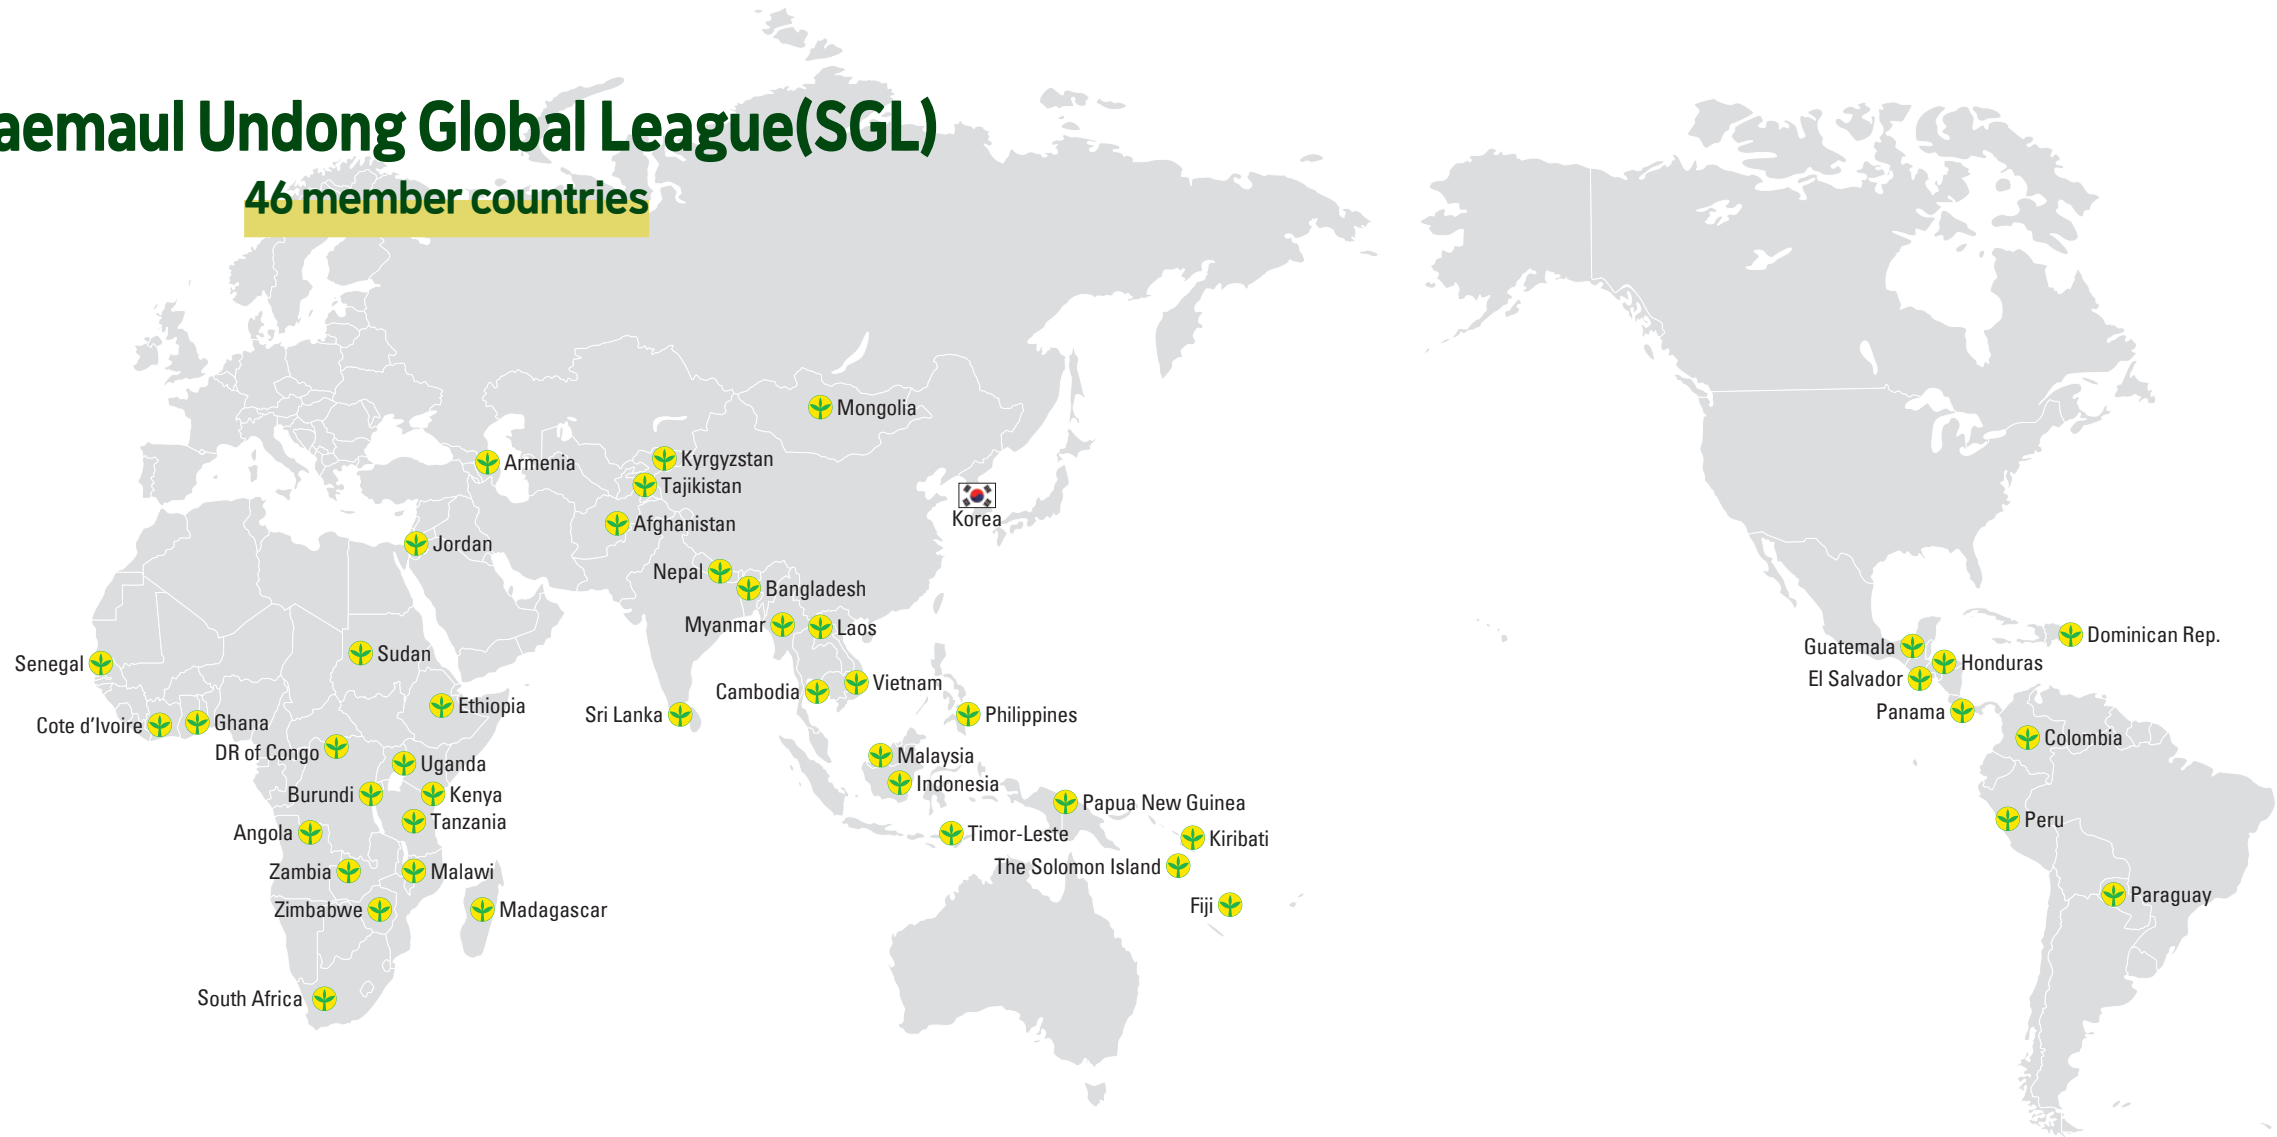 aemaul Undong Global League(SGL)
46 member countries
Mongolia
Armenia
Kyrgyzstan
Tajikistan
Korea
Afghanistan
Jordan
Nepal
Bangladesh
Myanmar
Laos
Senegal
Sudan
Cambodia
Vietnam
Ethiopia
Sri Lanka
Philippines
Cote d'Ivoire
Ghana
DR of Congo
Uganda
Malaysia
Indonesia
Burundi
Kenya
Papua New Guinea
Tanzania
Angola
Timor-Leste
Kiribati
The Solomon Island
Zambia
Malawi
Zimbabwe
Madagascar
Fiji
South Africa
Dominican Rep.
Guatemala
Honduras
El Salvador
Panama
Colombia
Peru
Paraguay